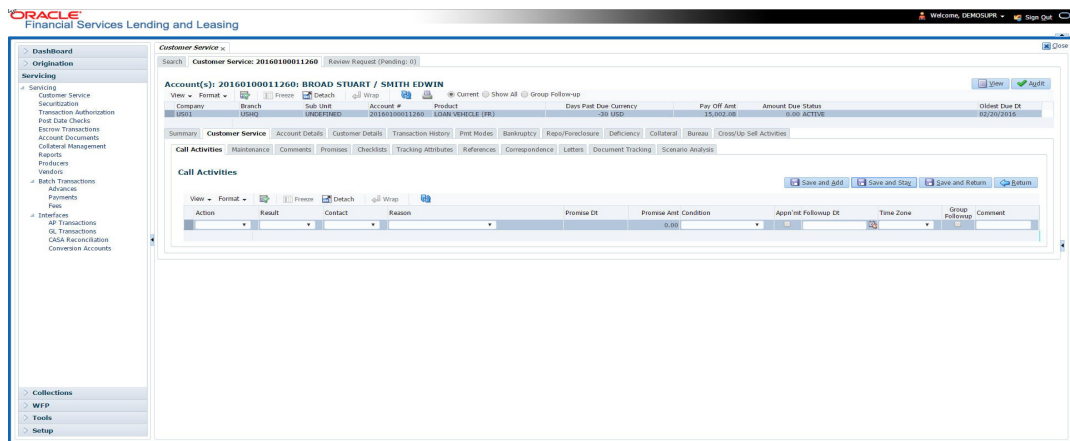 ORACLE
Financial Services Lending and Leasing
Welcome, DEMOSUPR
Sign Out
DashBoard
Origination
Servicing
Servicing
Customer Service
Securitization
Transaction Authorization
Post Date Checks
Escrow Transactions
Account Documents
Collateral Management
Reports
Producers
Vendors
Batch Transactions
Advances
Payments
Fees
Interfaces
AP Transactions
GL Transactions
CASA Reconciliation
Conversion Accounts
Collections
WFP
Tools
Setup
Customer Service x
Close
Search Customer Service: 20160100011260 Review Request (Pending: 0)
Account(s): 20160100011260: BROAD STUART / SMITH EDWIN
View Audit
View Format Freeze Detach Wrap Current Show All Group Follow-up
Company Branch Sub Unit Account # Product Days Past Due Currency Pay Off Amt Amount Due Status Oldest Due Dt
US01 USHQ UNDEFINED 20160100011260 LOAN VEHICLE (FR) -30 USD 15,002.08 0.00 ACTIVE 02/20/2016
Summary Customer Service Account Details Customer Details Transaction History Pmt Modes Bankruptcy Repo/Foreclosure Deficiency Collateral Bureau Cross/Up Sell Activities
Call Activities Maintenance Comments Promises Checklists Tracking Attributes References Correspondence Letters Document Tracking Scenario Analysis
Call Activities
Save and Add Save and Stay Save and Return Return
View Format Freeze Detach Wrap
Action Result Contact Reason Promise Dt Promise Amt Condition Appn'mt Followup Dt Time Zone Group Followup Comment
0.00